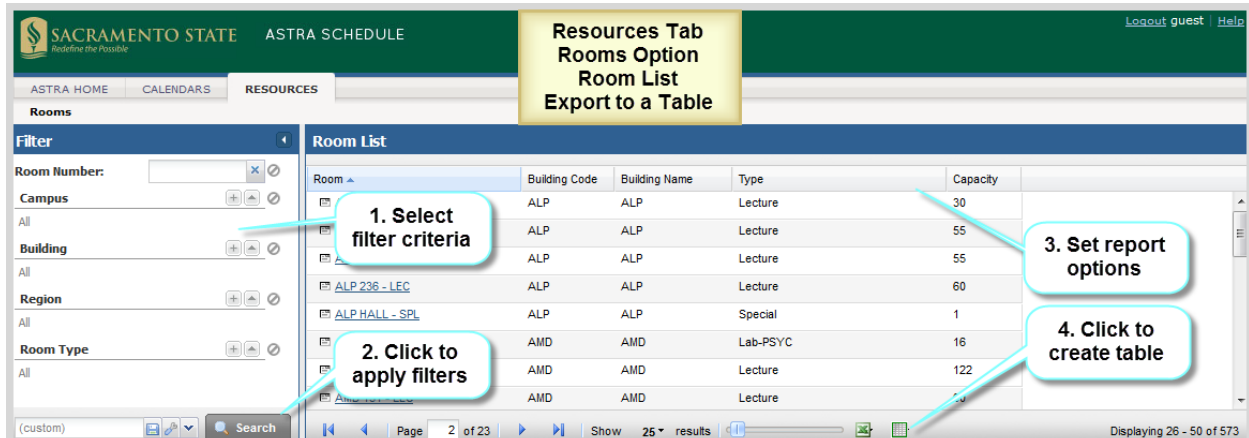 SACRAMENTO STATE
Redefine the Possible
ASTRA SCHEDULE
Resources Tab
Rooms Option
Room List
Export to a Table
Logout guest | Help
ASTRA HOME CALENDARS RESOURCES
Rooms
Filter
Room List
Room Number:
Campus
All
Building
All
Region
All
Room Type
All
1. Select
filter criteria
2. Click to
apply filters
(custom) Search
Room Building Code Building Name Type Capacity
ALP ALP Lecture 30
ALP ALP Lecture 55
ALP ALP Lecture 55
ALP 236 - LEC ALP ALP Lecture 60
ALP HALL - SPL ALP ALP Special 1
AMD AMD Lab-PSYC 16
AMD AMD Lecture 122
AMD AMD Lecture
3. Set report
options
4. Click to
create table
Page 2 of 23 Show 25 results Displaying 26 - 50 of 573